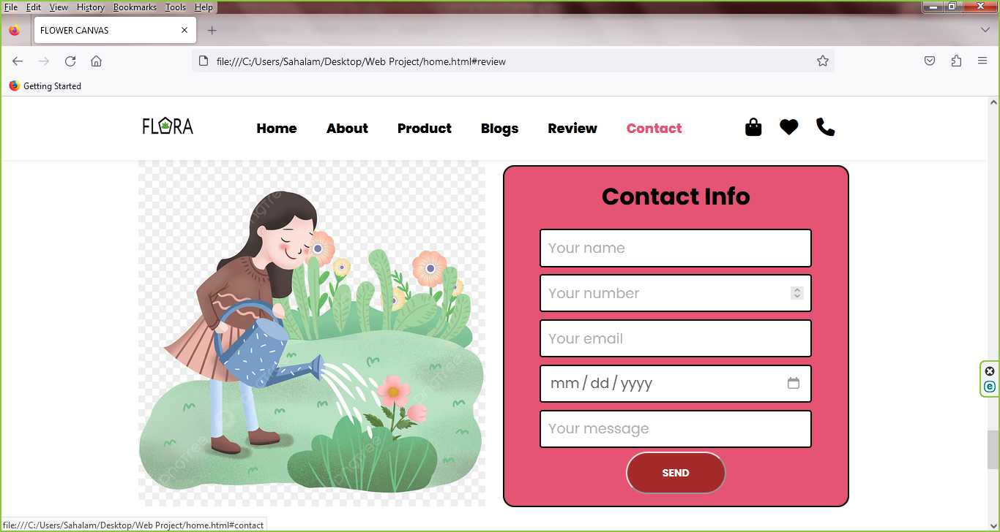 File Edit View History Bookmarks Tools Help
FLOWER CANVAS
file:///C:/Users/Sahalam/Desktop/Web Project/home.html#review
Getting Started
FLORA
Home About Product Blogs Review Contact
Contact Info
Your name
Your number
Your email
mm / dd / yyyy
Your message
SEND
file:///C:/Users/Sahalam/Desktop/Web Project/home.html#contact